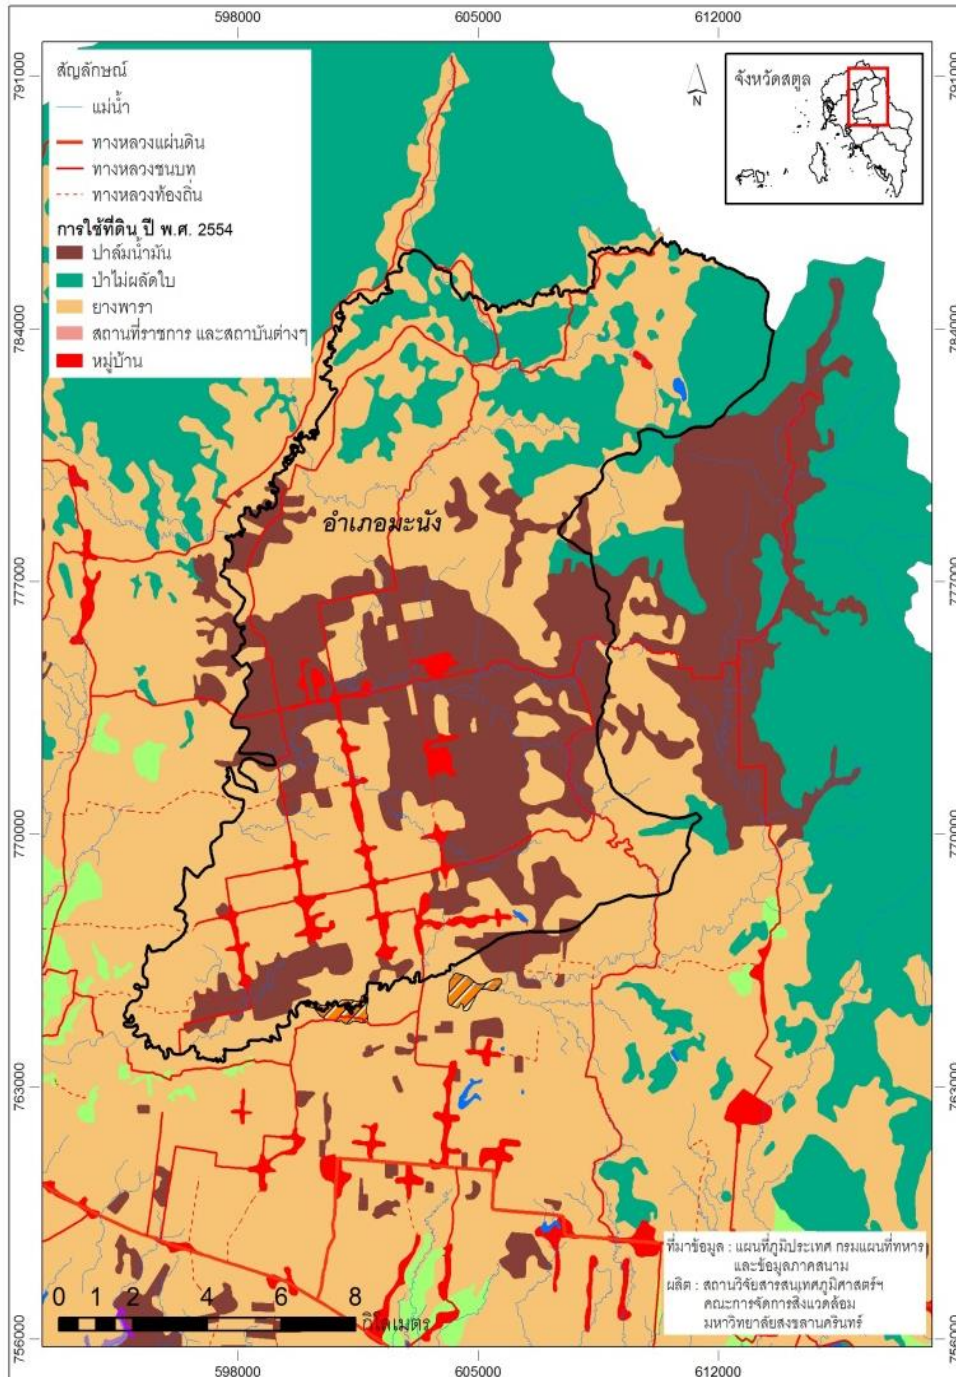 598000 605000 612000
791000 791000
สัญลักษณ์
แม่น้ำ
ทางหลวงแผ่นดิน
ทางหลวงชนบท
ทางหลวงท้องถิ่น
การใช้ที่ดิน ปี พ.ศ. 2554
ปาล์มน้ำมัน
ป่าไม่ผลัดใบ
ยางพารา
สถานที่ราชการ และสถาบันต่างๆ
หมู่บ้าน
N
จังหวัดสตูล
784000 784000
อำเภอมะนัง
777000 777000
770000 770000
763000 763000
ที่มาข้อมูล : แผนที่ภูมิประเทศ กรมแผนที่ทหาร
และข้อมูลภาคสนาม
ผลิต : สถานวิจัยสารสนเทศภูมิศาสตร์ฯ
คณะการจัดการสิ่งแวดล้อม
มหาวิทยาลัยสงขลานครินทร์
0 1 2 4 6 8
กิโลเมตร
756000 756000
598000 605000 612000